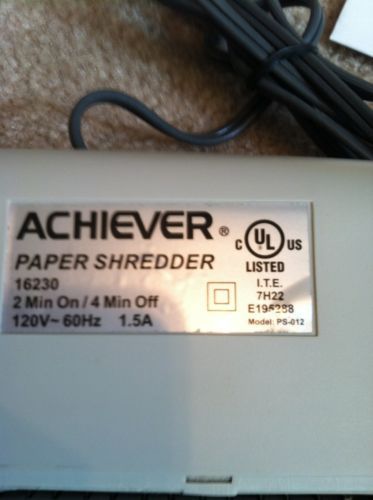 ACHIEVER ®
PAPER SHREDDER
16230
2 Min On / 4 Min Off
120V~ 60Hz 1.5A
C UL US
LISTED
I.T.E.
7H22
E195288
Model: PS-012